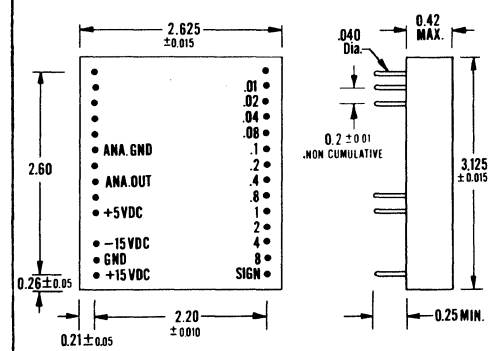 2.625
±0.015
.040
Dia.
0.42
MAX.
.01
.02
.04
.08
ANA.GND
.1
.2
ANA.OUT
.4
.8
+5VDC
1
2
-15VDC
4
GND
8
+15VDC
SIGN
2.60
0.26±0.05
0.21±0.05
2.20
±0.010
0.2 ±0.01
.NON CUMULATIVE
3.125
±0.015
0.25 MIN.